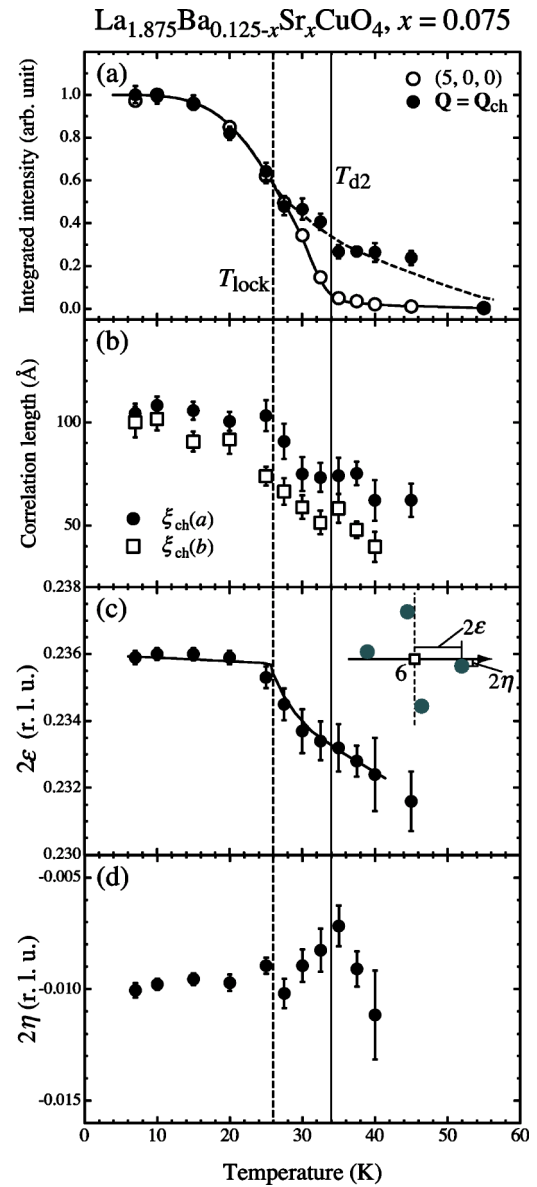 La1.875Ba0.125-xSrxCuO4, x = 0.075
(a)
(5, 0, 0)
Q = Qch
Td2
Tlock
Integrated intensity (arb. unit)
1.0
0.8
0.6
0.4
0.2
0.0
(b)
Correlation length (Å)
100
50
ξch(a)
ξch(b)
(c)
2ε (r. l. u.)
0.238
0.236
0.234
0.232
0.230
2ε
6
2η
(d)
2η (r. l. u.)
-0.005
-0.010
-0.015
0 10 20 30 40 50 60
Temperature (K)